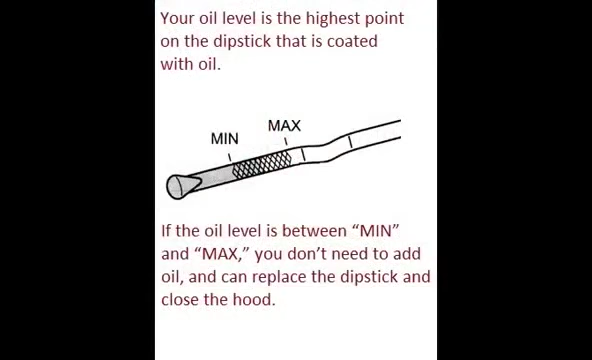 Your oil level is the highest point
on the dipstick that is coated
with oil.
MAX
MIN
If the oil level is between “MIN”
and “MAX,” you don’t need to add
oil, and can replace the dipstick and
close the hood.